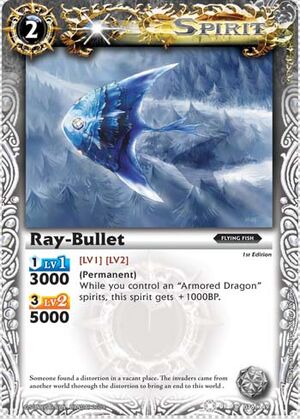 2
SPIRIT
Ray-Bullet
FLYING FISH
1st Edition
1 LV1
3000
3 LV2
5000
[LV1] [LV2]
(Permanent)
While you control an “Armored Dragon”
spirits, this spirit gets +1000BP.
Someone found a distortion in a vacant place. The invaders came from
another world thorough the distortion to bring an end to this world .